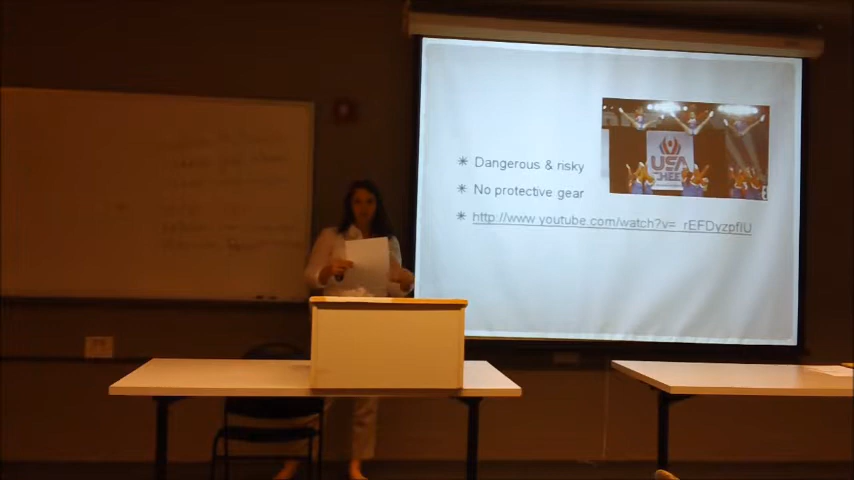 USA
CHEER
Dangerous & risky
No protective gear
http://www.youtube.com/watch?v=_rEFDyzpfIU